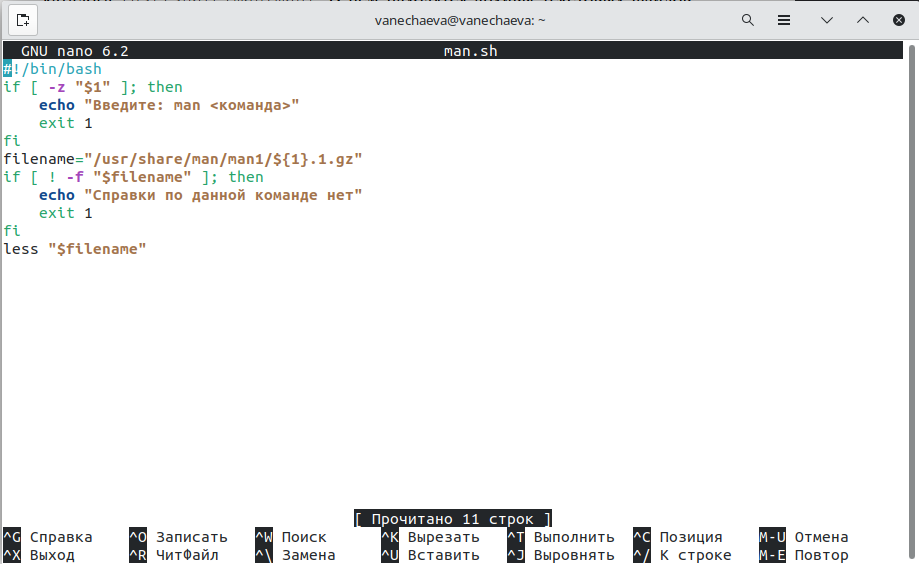 vanechaeva@vanechaeva: ~
GNU nano 6.2 man.sh
#!/bin/bash
if [ -z "$1" ]; then
    echo "Введите: man <команда>"
    exit 1
fi
filename="/usr/share/man/man1/${1}.1.gz"
if [ ! -f "$filename" ]; then
    echo "Справки по данной команде нет"
    exit 1
fi
less "$filename"
[ Прочитано 11 строк ]
^G Справка ^O Записать ^W Поиск ^K Вырезать ^T Выполнить ^C Позиция M-U Отмена
^X Выход ^R ЧитФайл ^\ Замена ^U Вставить ^J Выровнять ^/ К строке M-E Повтор